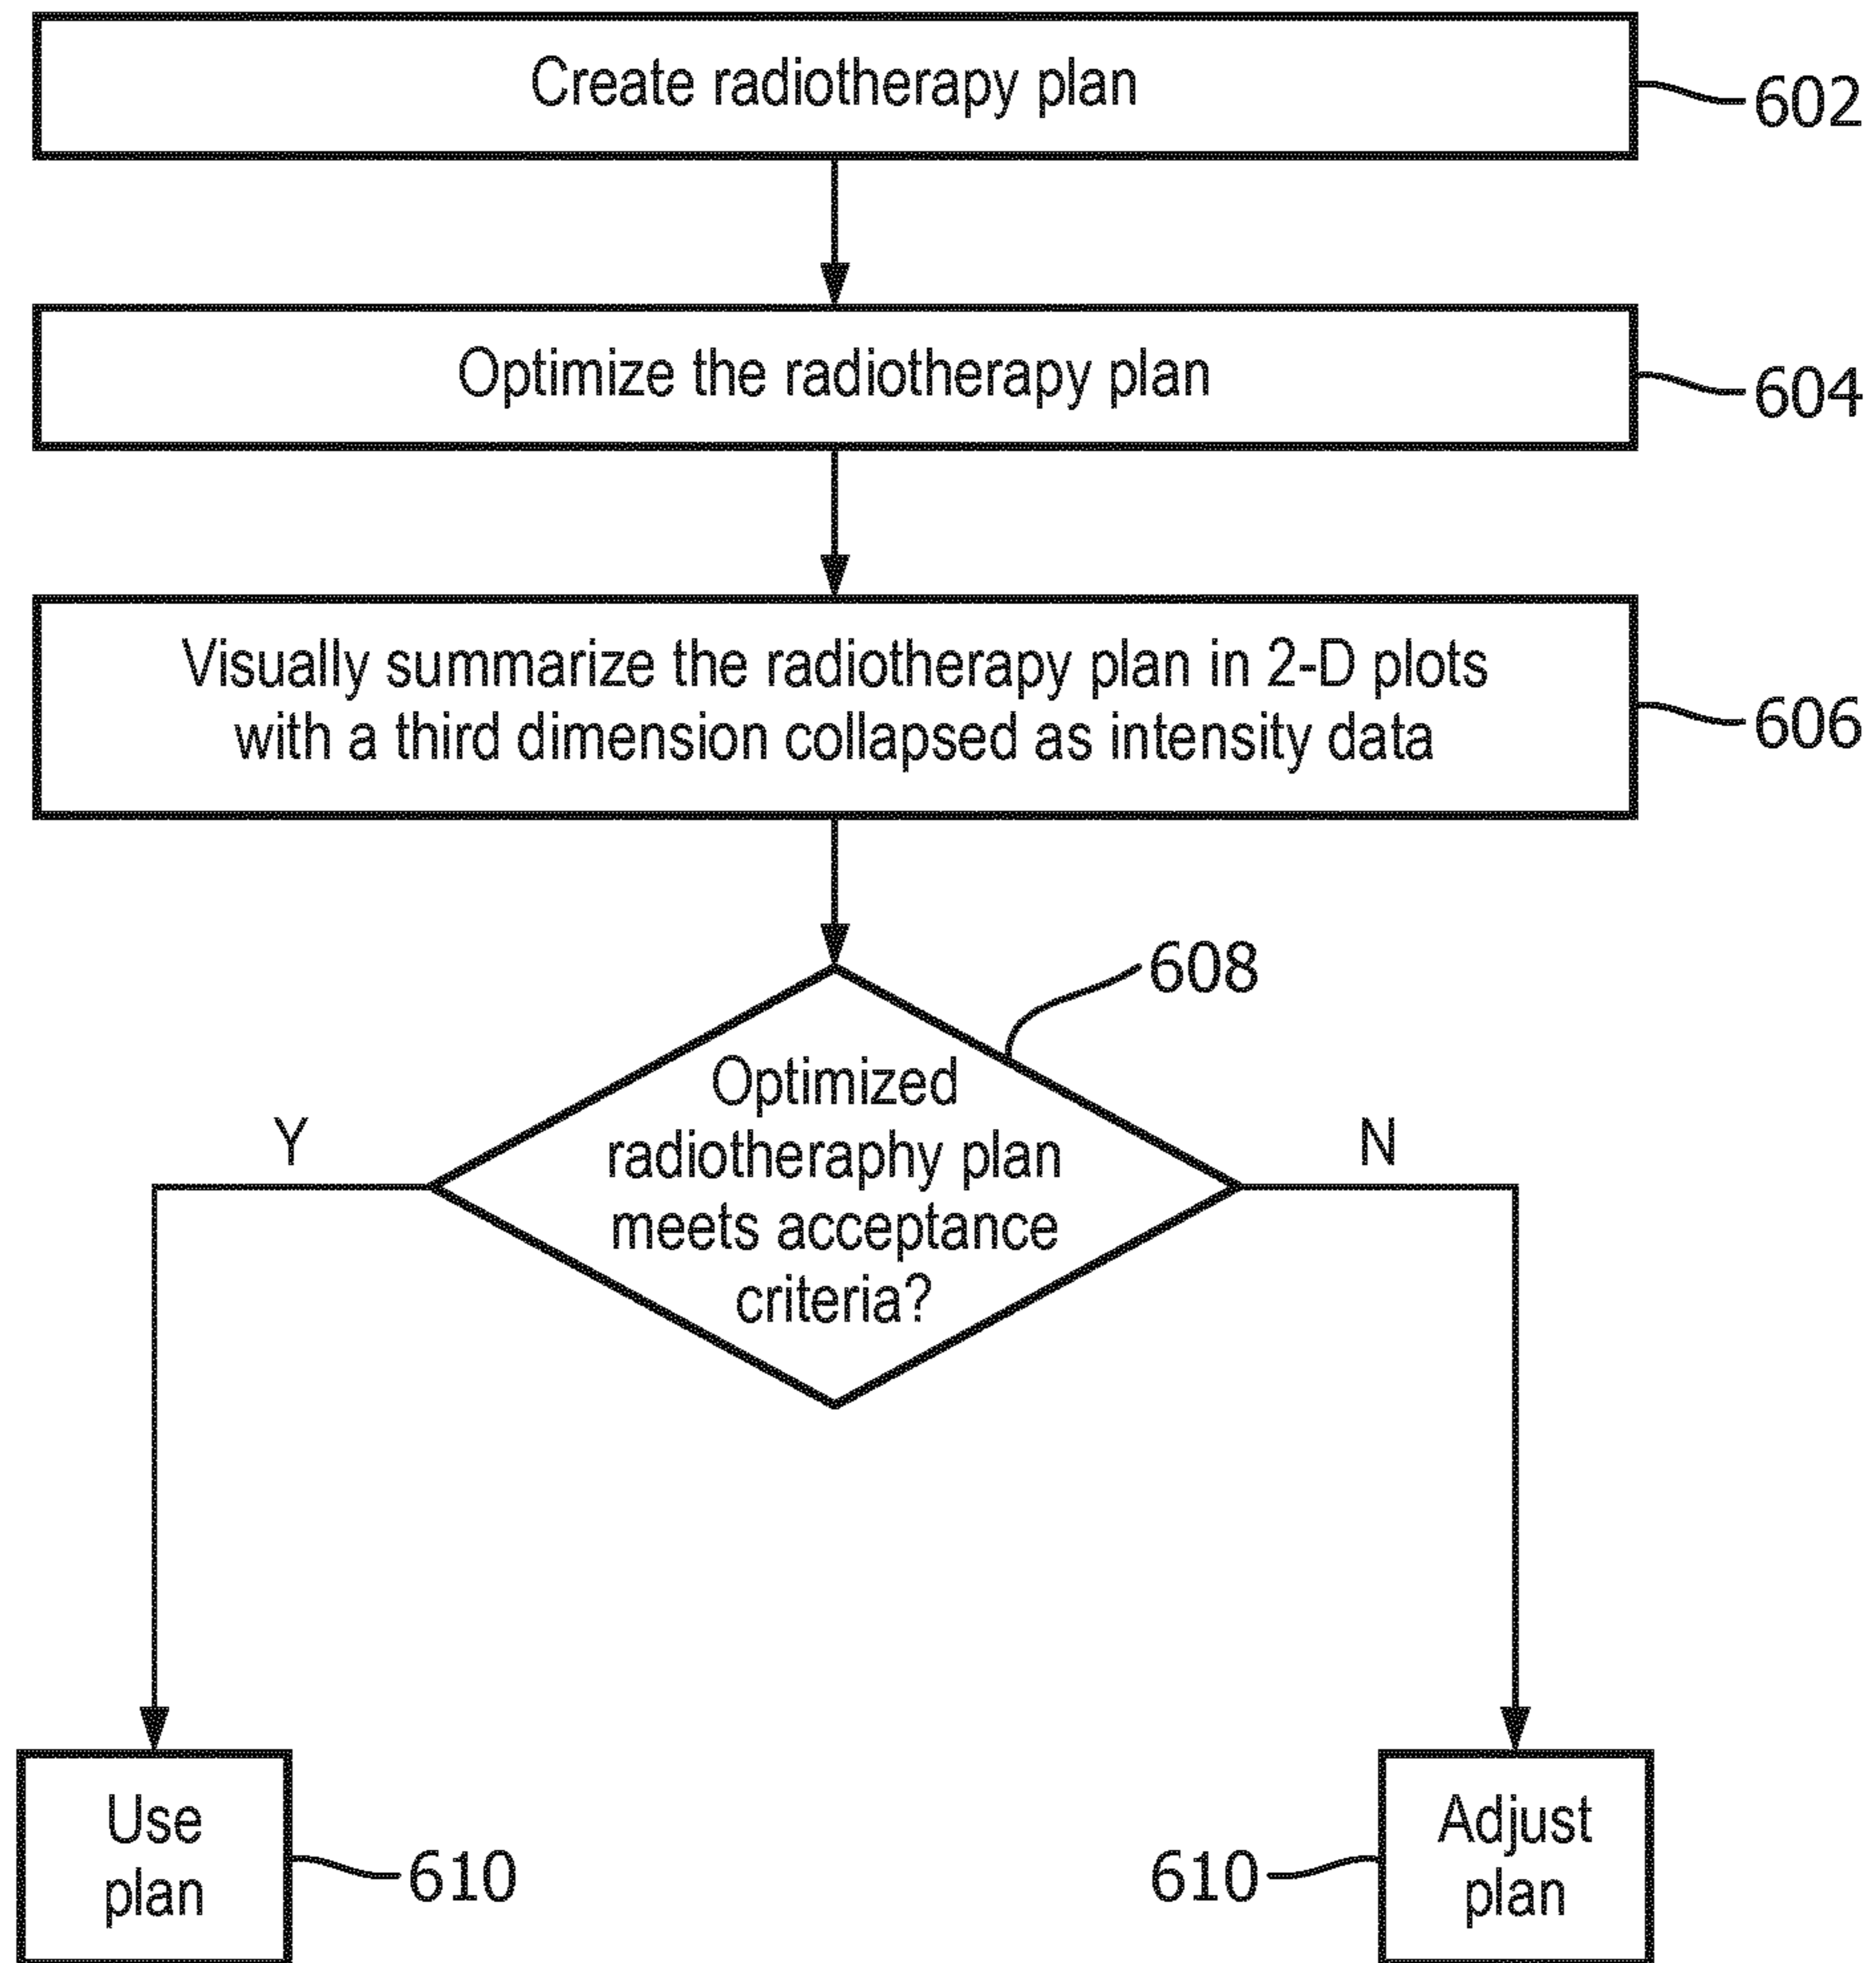 Create radiotherapy plan
602
Optimize the radiotherapy plan
604
Visually summarize the radiotherapy plan in 2-D plots
with a third dimension collapsed as intensity data
606
608
Optimized
radiotheraphy plan
meets acceptance
criteria?
Y
N
Use
plan
610
610
Adjust
plan